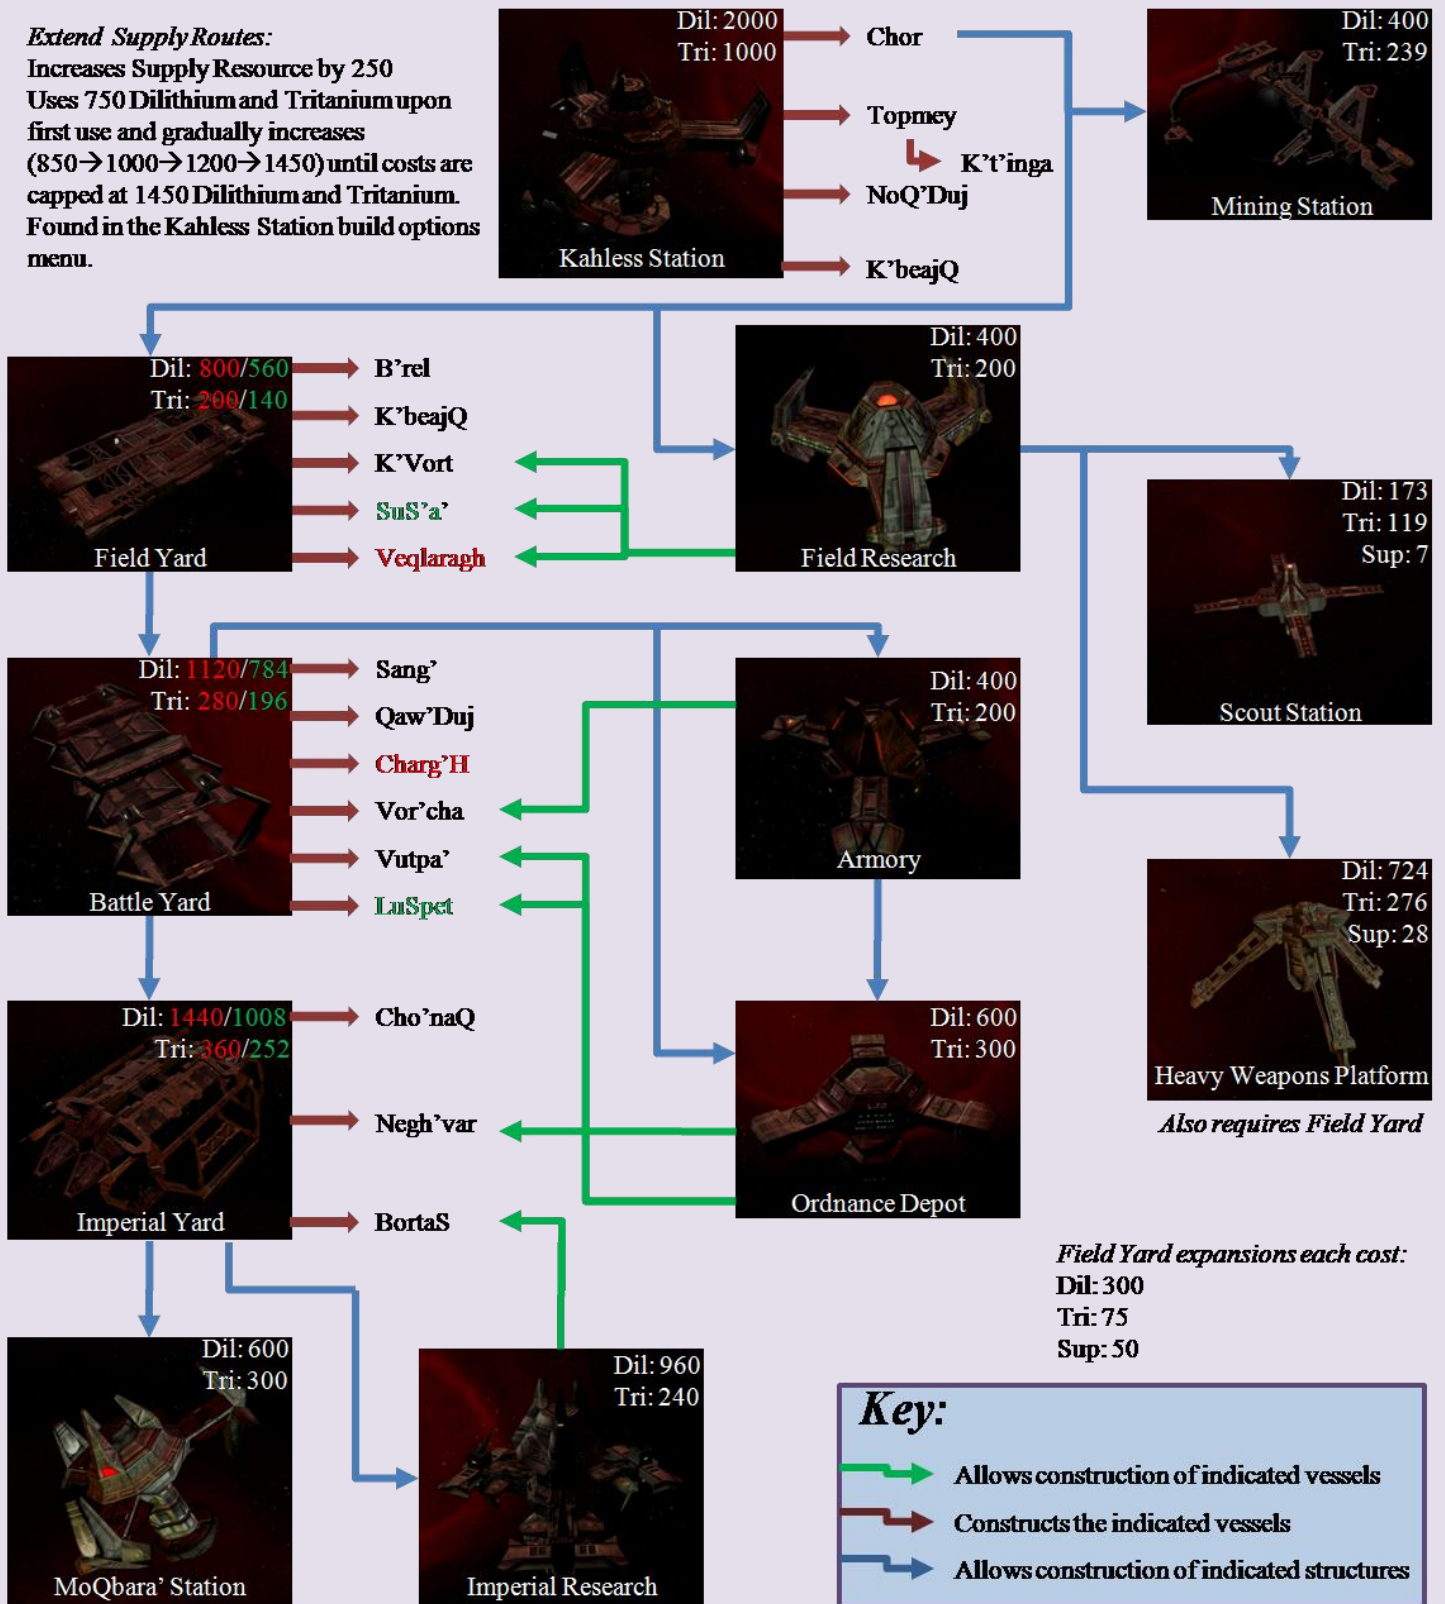 Extend Supply Routes:
Increases Supply Resource by 250
Uses 750 Dilithium and Tritanium upon
first use and gradually increases
(850→1000→1200→1450) until costs are
capped at 1450 Dilithium and Tritanium.
Found in the Kahless Station build options
menu.
Dil: 2000
Tri: 1000
Kahless Station
Chor
Topmey
K't'inga
NoQ'Duj
K'beajQ
Dil: 400
Tri: 239
Mining Station
Dil: 800/560
Tri: 200/140
Field Yard
B'rel
K'beajQ
K'Vort
SuS'a'
Veqlaragh
Dil: 400
Tri: 200
Field Research
Dil: 173
Tri: 119
Sup: 7
Scout Station
Dil: 1120/784
Tri: 280/196
Battle Yard
Sang'
Qaw'Duj
Charg'H
Vor'cha
Vutpa'
LuSpet
Dil: 400
Tri: 200
Armory
Dil: 724
Tri: 276
Sup: 28
Heavy Weapons Platform
Also requires Field Yard
Dil: 1440/1008
Tri: 360/252
Imperial Yard
Cho'naQ
Negh'var
BortaS
Dil: 600
Tri: 300
Ordnance Depot
Field Yard expansions each cost:
Dil: 300
Tri: 75
Sup: 50
Dil: 600
Tri: 300
MoQbara' Station
Dil: 960
Tri: 240
Imperial Research
Key:
Allows construction of indicated vessels
Constructs the indicated vessels
Allows construction of indicated structures